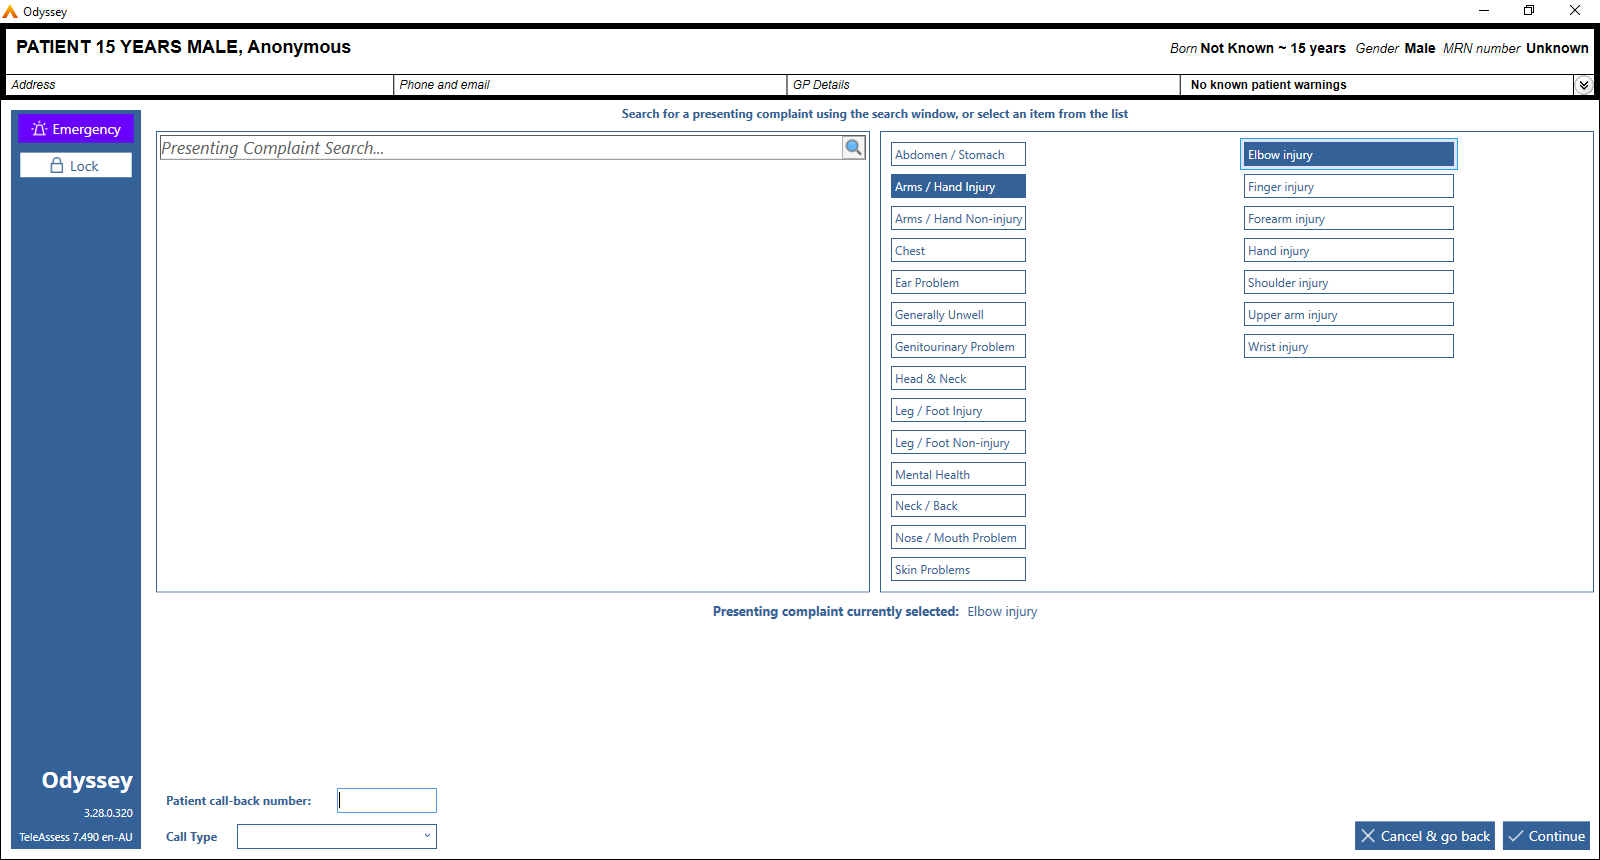 Odyssey
PATIENT 15 YEARS MALE, Anonymous
Born Not Known ~ 15 years Gender Male MRN number Unknown
Address
Phone and email
GP Details
No known patient warnings
Emergency
Lock
Search for a presenting complaint using the search window, or select an item from the list
Presenting Complaint Search...
Abdomen / Stomach
Arms / Hand Injury
Arms / Hand Non-injury
Chest
Ear Problem
Generally Unwell
Genitourinary Problem
Head & Neck
Leg / Foot Injury
Leg / Foot Non-injury
Mental Health
Neck / Back
Nose / Mouth Problem
Skin Problems
Elbow injury
Finger injury
Forearm injury
Hand injury
Shoulder injury
Upper arm injury
Wrist injury
Presenting complaint currently selected: Elbow injury
Odyssey
3.28.0.320
TeleAssess 7.490 en-AU
Patient call-back number:
Call Type
Cancel & go back
Continue